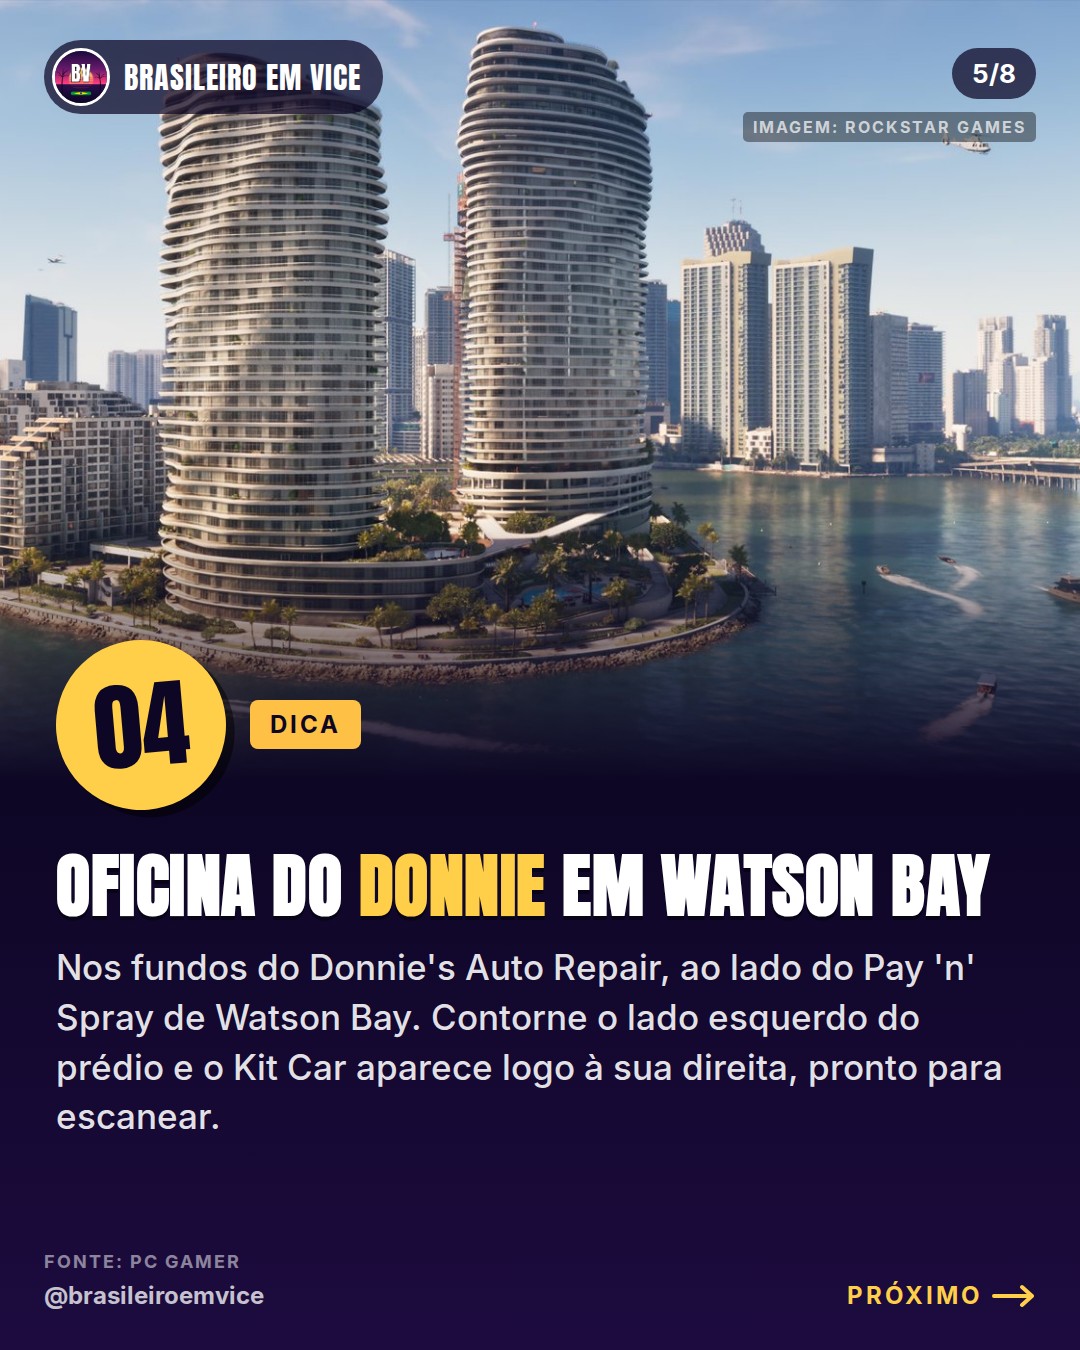 BV
BRASILEIRO EM VICE
5/8
IMAGEM: ROCKSTAR GAMES
04
DICA
OFICINA DO DONNIE EM WATSON BAY
Nos fundos do Donnie's Auto Repair, ao lado do Pay 'n'
Spray de Watson Bay. Contorne o lado esquerdo do
prédio e o Kit Car aparece logo à sua direita, pronto para
escanear.
FONTE: PC GAMER
@brasileiroemvice
PRÓXIMO